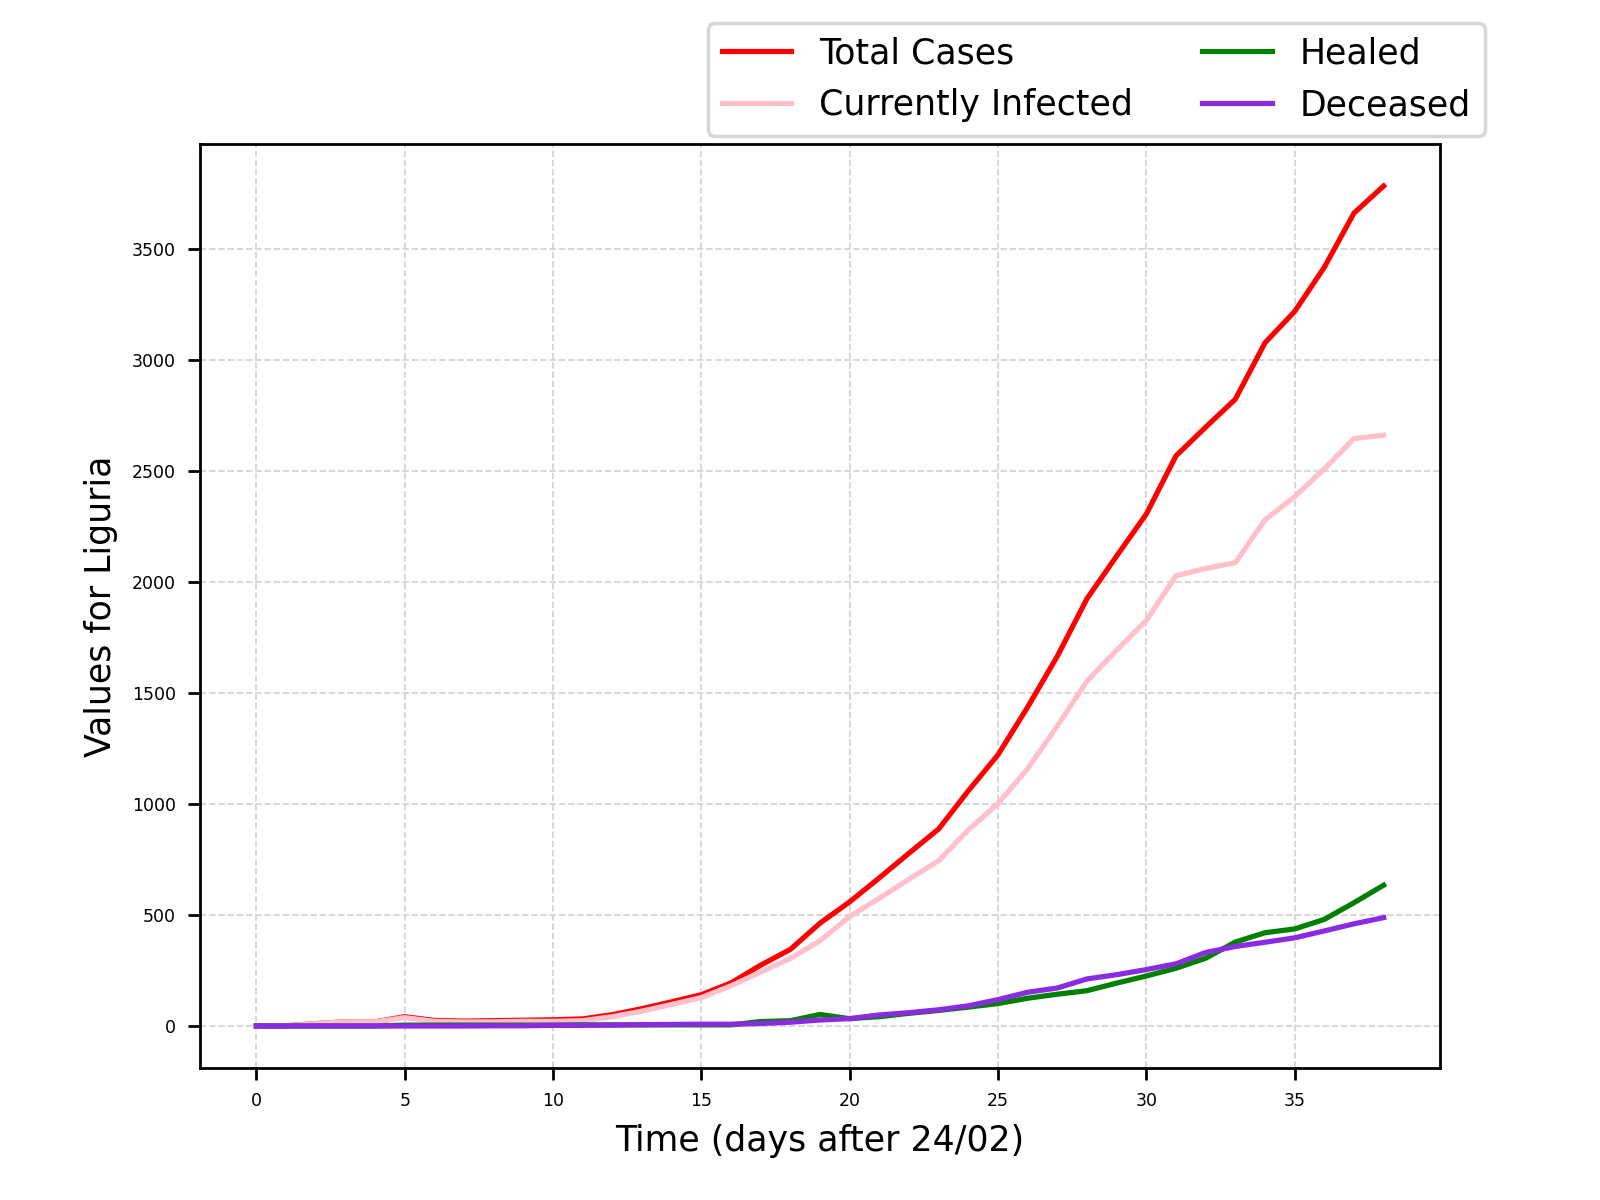 Total Cases
Currently Infected
Healed
Deceased
3500
3000
2500
2000
1500
1000
500
0
Values for Liguria
0 5 10 15 20 25 30 35
Time (days after 24/02)